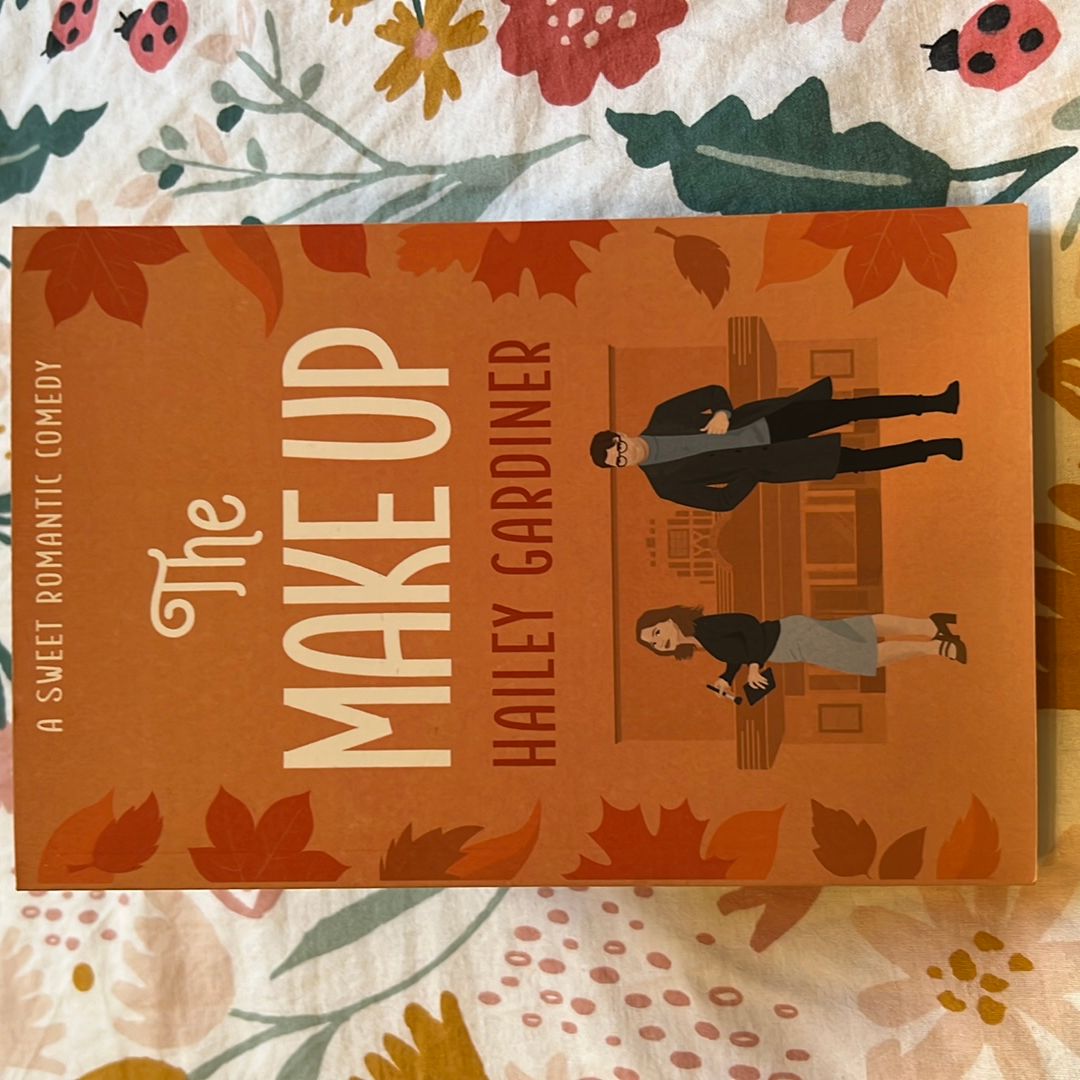 A SWEET ROMANTIC COMEDY
The
MAKE UP
HAILEY GARDINER